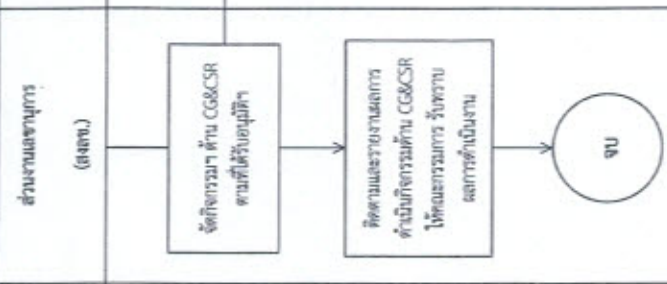 ส่วนงานเลขานุการ
(สงลข.)
จัดกิจกรรมฯ ด้าน CG&CSR
ตามที่ได้รับอนุมัติฯ
ติดตามและรายงานผลการ
ดำเนินกิจกรรมด้าน CG&CSR
ให้คณะกรรมการ รับทราบ
ผลการดำเนินงาน
จบ